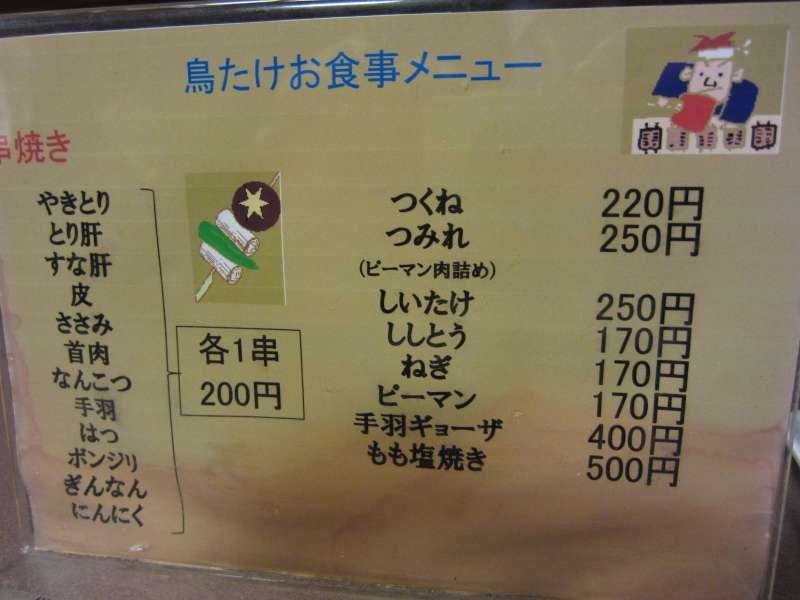 鳥たけお食事メニュー
串焼き
やきとり
とり肝
すな肝
皮
ささみ
首肉
なんこつ
手羽
はつ
ボンジリ
ぎんなん
にんにく
各1串
200円
つくね 220円
つみれ 250円
(ピーマン肉詰め)
しいたけ 250円
ししとう 170円
ねぎ 170円
ピーマン 170円
手羽ギョーザ 400円
もも塩焼き 500円